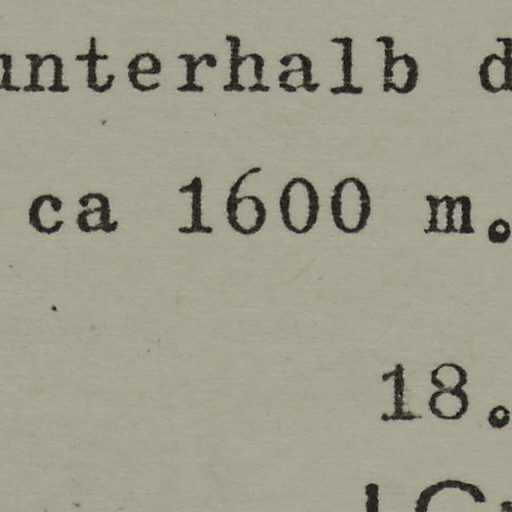 unterhalb d
ca 1600 m.
18.